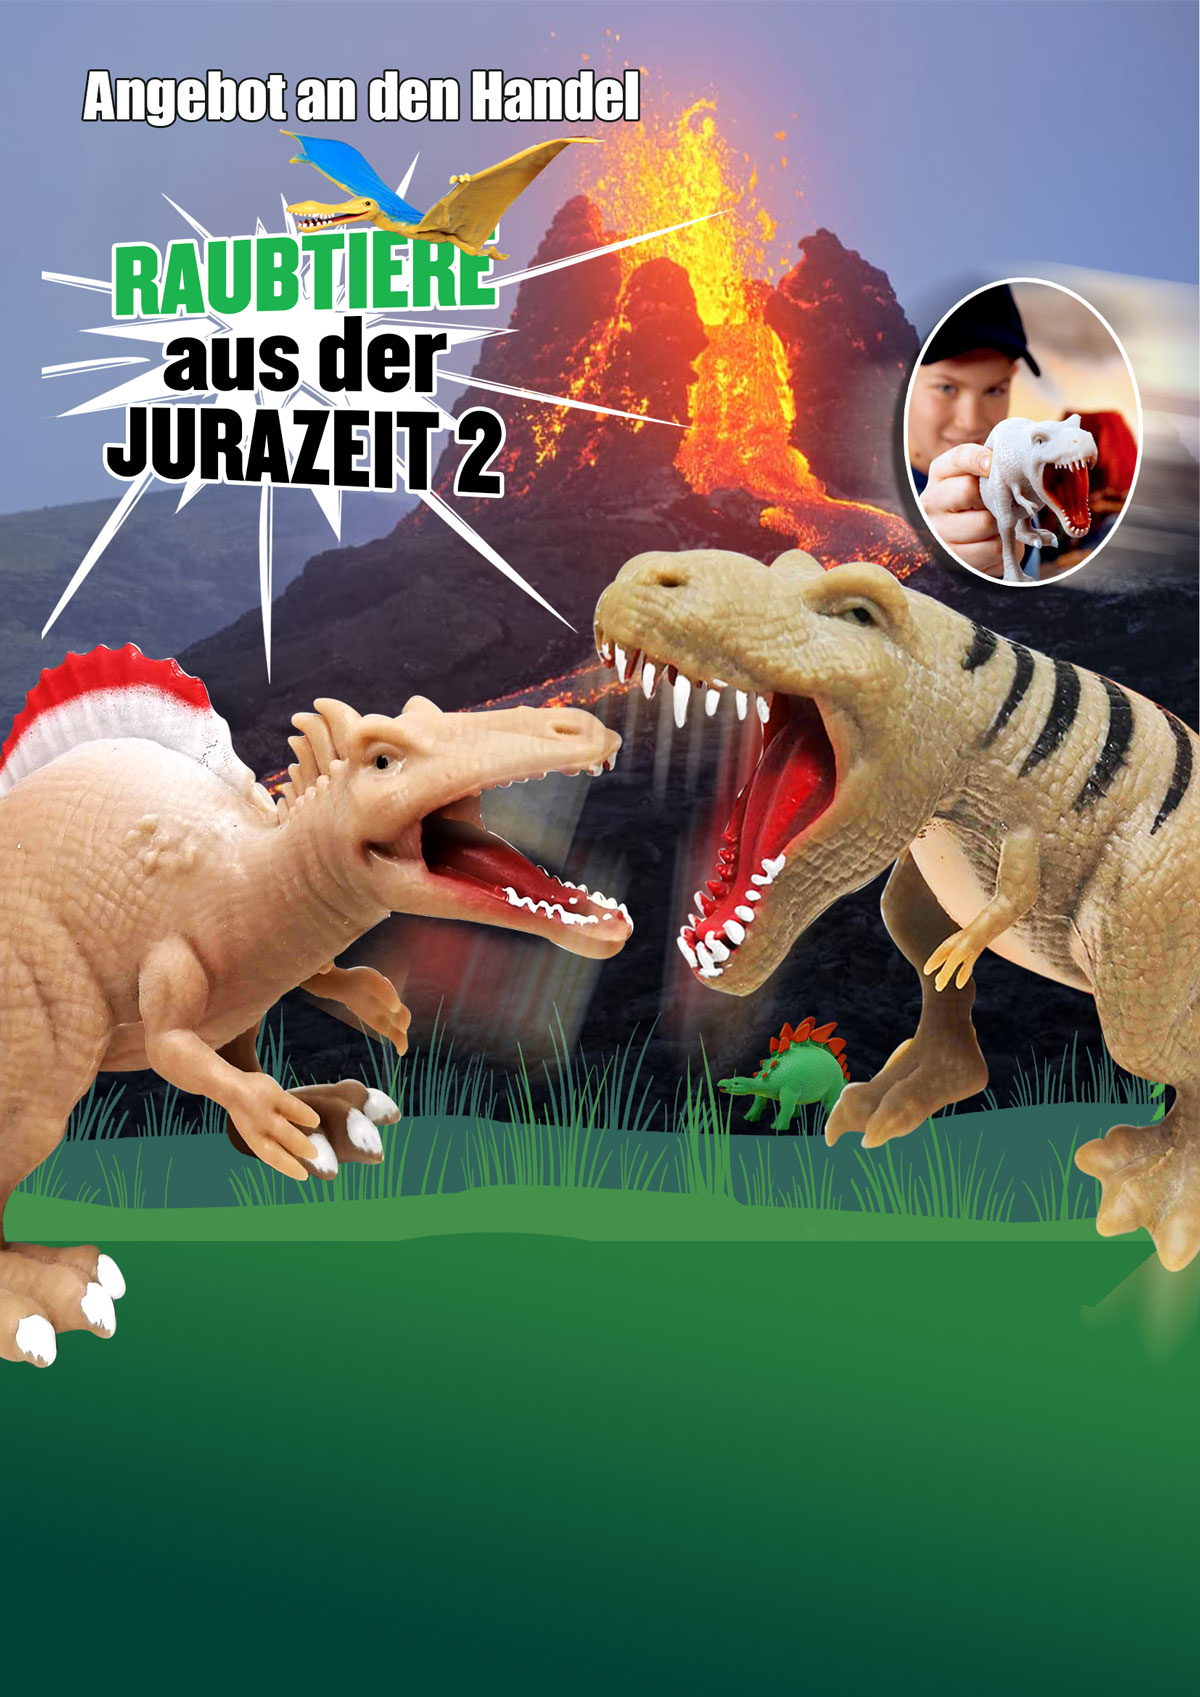 Angebot an den Handel
RAUBTIERE
aus der
JURAZEIT 2